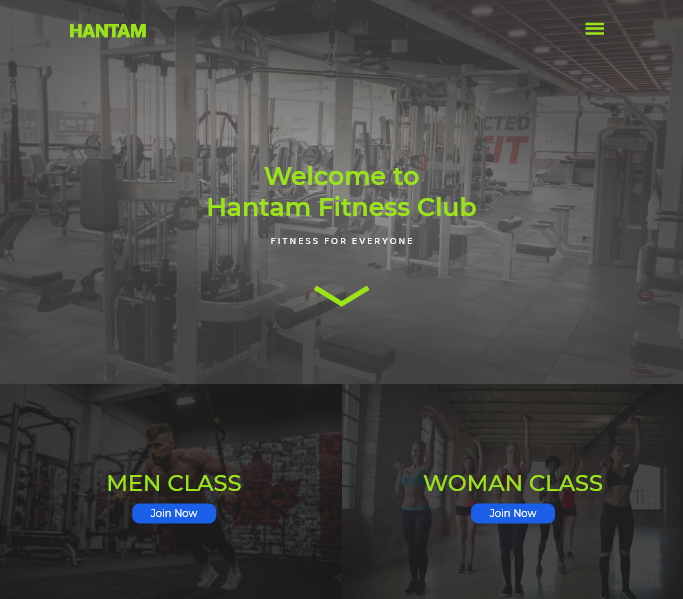 HANTAM
Welcome to
Hantam Fitness Club
FITNESS FOR EVERYONE
MEN CLASS
Join Now
WOMAN CLASS
Join Now